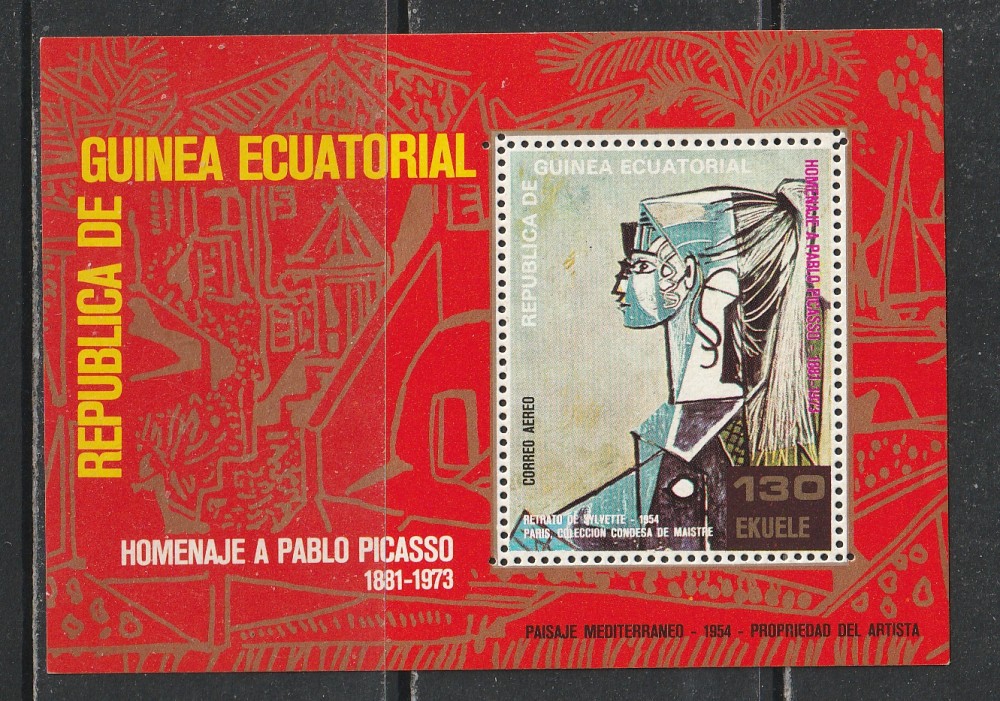 REPUBLICA DE
GUINEA ECUATORIAL
HOMENAJE A PABLO PICASSO
1881-1973
REPUBLICA DE
GUINEA ECUATORIAL
HOMENAJE A PABLO PICASSO - 1881-1973
CORREO AEREO
RETRATO DE SYLVETTE - 1954
PARIS, COLECCION CONDESA DE MAISTRE
130
EKUELE
PAISAJE MEDITERRANEO - 1954 - PROPRIEDAD DEL ARTISTA